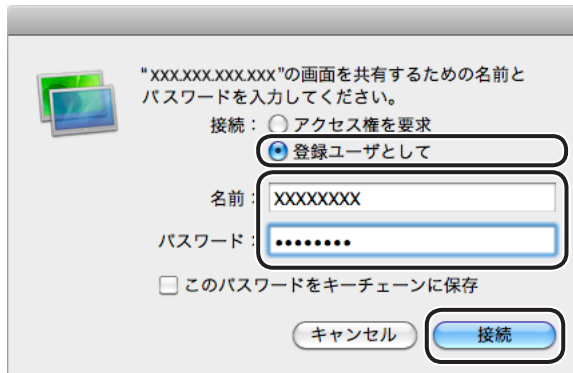 “xxx.xxx.xxx.xxx”の画面を共有するための名前と
パスワードを入力してください。
接続：アクセス権を要求
登録ユーザとして
名前：XXXXXXXX
パスワード：••••••••
このパスワードをキーチェーンに保存
キャンセル 接続